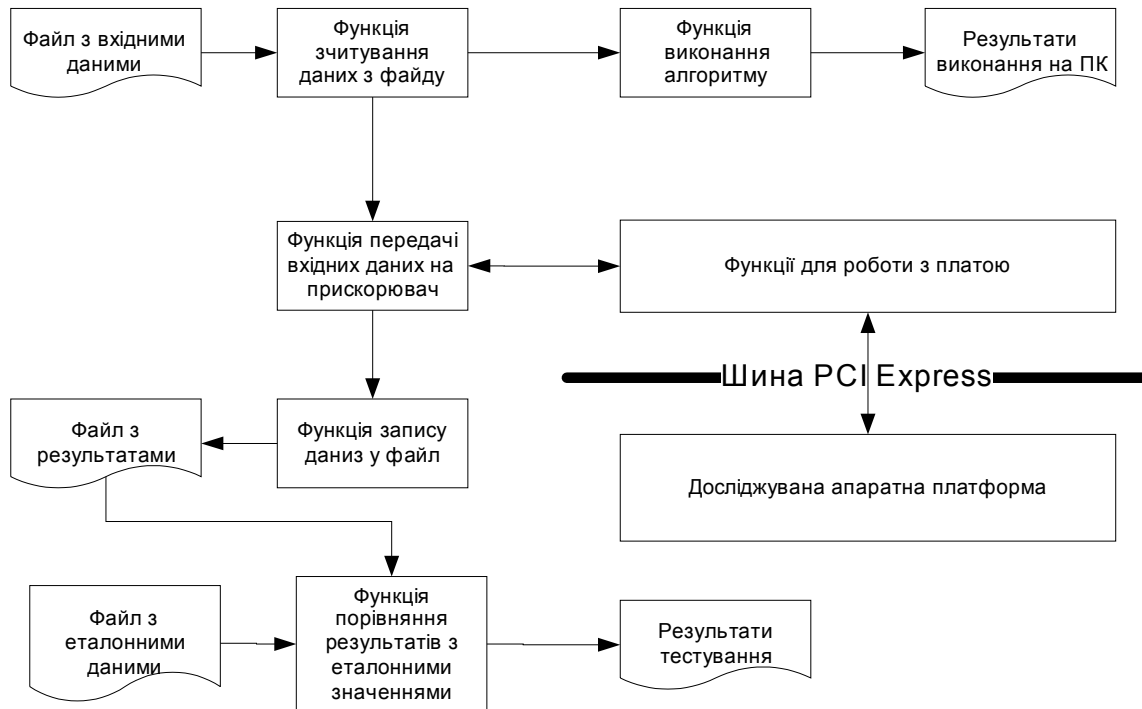 Файл з вхідними
даними
Функція
зчитування
даних з файду
Функція
виконання
алгоритму
Результати
виконання на ПК
Функція передачі
вхідних даних на
прискорювач
Функції для роботи з платою
Шина PCI Express
Файл з
результатами
Функція запису
даниз у файл
Досліджувана апаратна платформа
Файл з
еталонними
даними
Функція
порівняння
результатів з
еталонними
значеннями
Результати
тестування